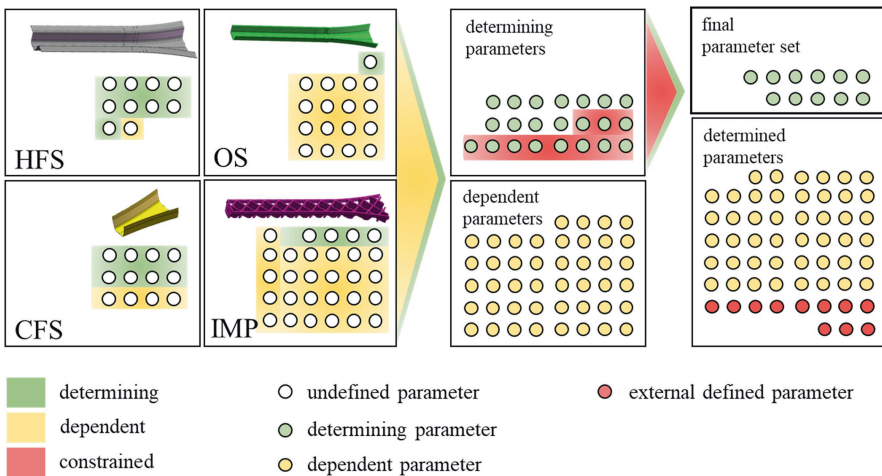 HFS
OS
CFS
IMP
determining
parameters
dependent
parameters
final
parameter set
determined
parameters
determining
dependent
constrained
undefined parameter
determining parameter
dependent parameter
external defined parameter